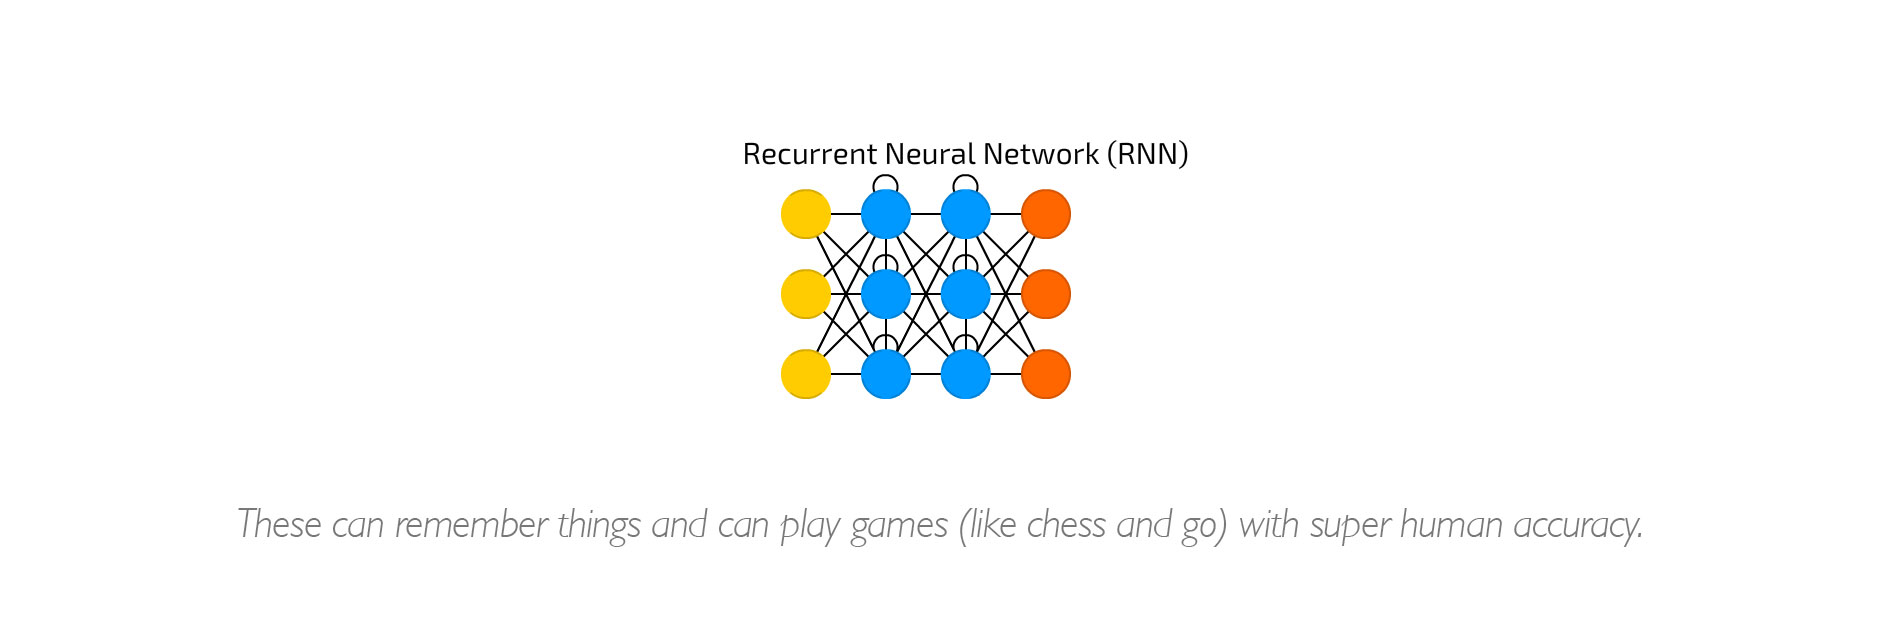 Recurrent Neural Network (RNN)
These can remember things and can play games (like chess and go) with super human accuracy.